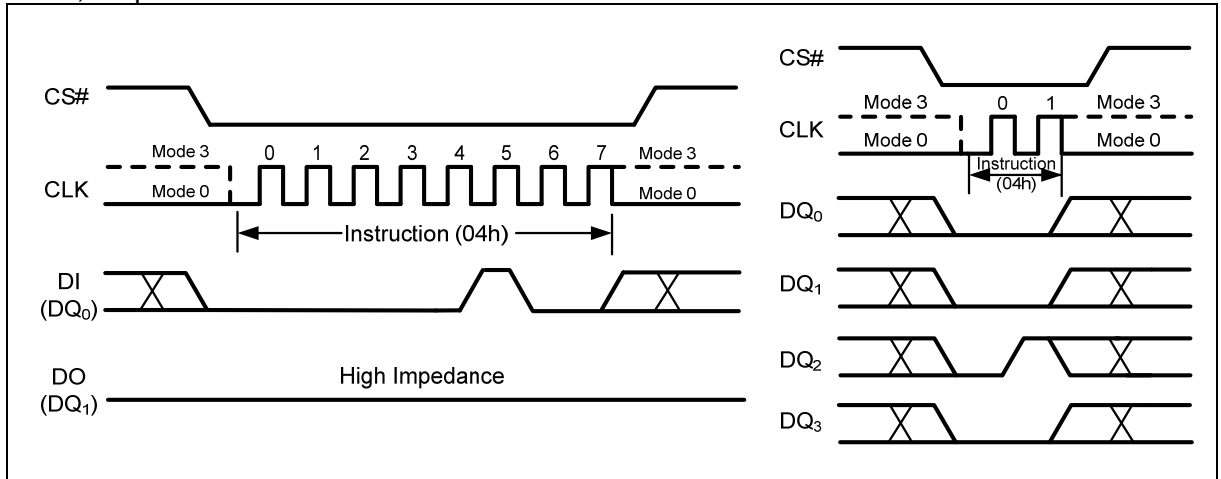 CS#
Mode 3
0 1 2 3 4 5 6 7
Mode 3
CLK
Mode 0
Mode 0
Instruction (04h)
DI
(DQ0)
DO
(DQ1)
High Impedance
CS#
Mode 3
0 1
Mode 3
CLK
Mode 0
Mode 0
Instruction
(04h)
DQ0
DQ1
DQ2
DQ3